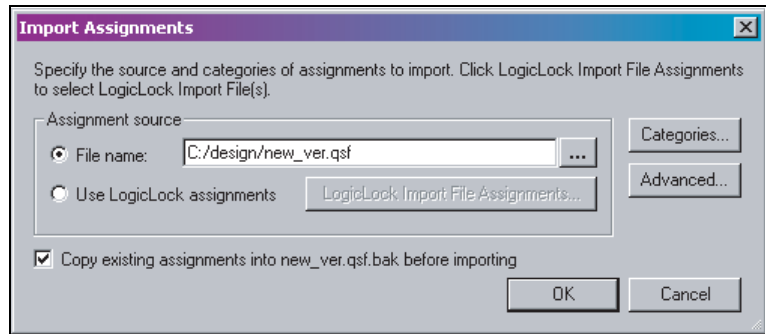 Import Assignments
Specify the source and categories of assignments to import. Click LogicLock Import File Assignments
to select LogicLock Import File(s).
Assignment source
File name: C:/design/new_ver.qsf ...
Categories...
Use LogicLock assignments LogicLock Import File Assignments...
Advanced...
Copy existing assignments into new_ver.qsf.bak before importing
OK Cancel